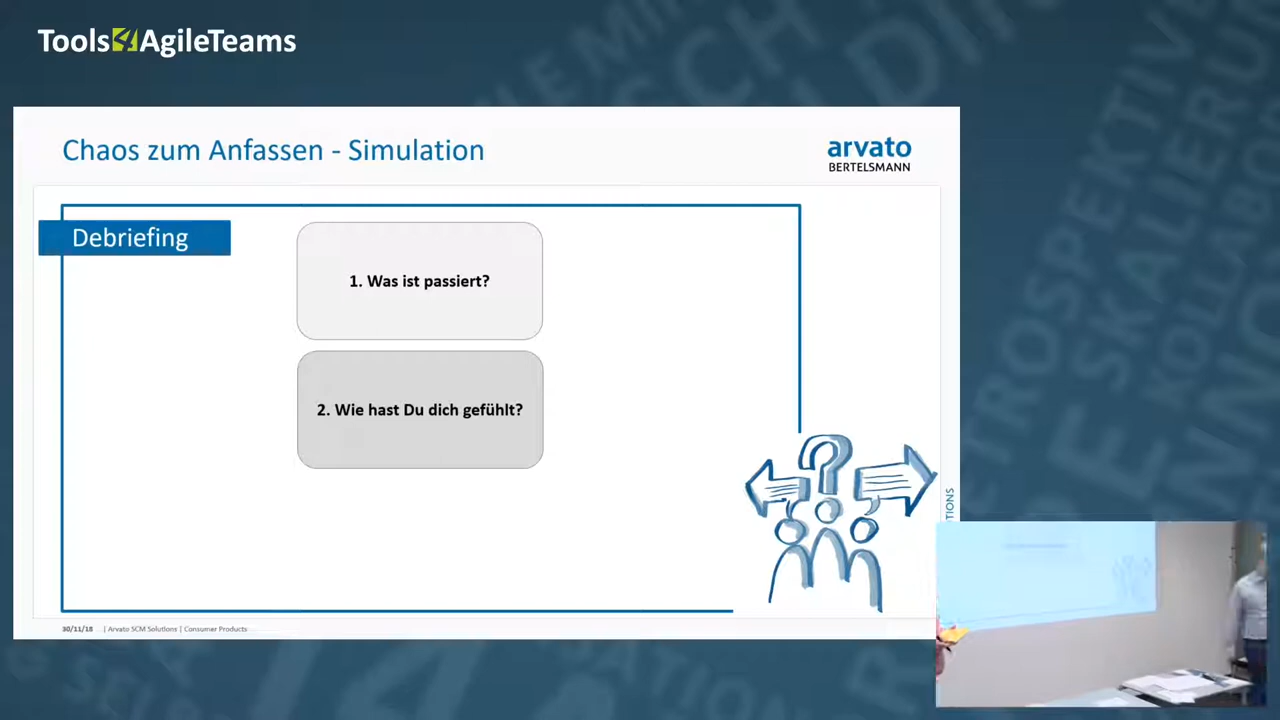 Tools4AgileTeams
Chaos zum Anfassen - Simulation
arvato
BERTELSMANN
Debriefing
1. Was ist passiert?
2. Wie hast Du dich gefühlt?
30/11/18 | Arvato SCM Solutions | Consumer Products